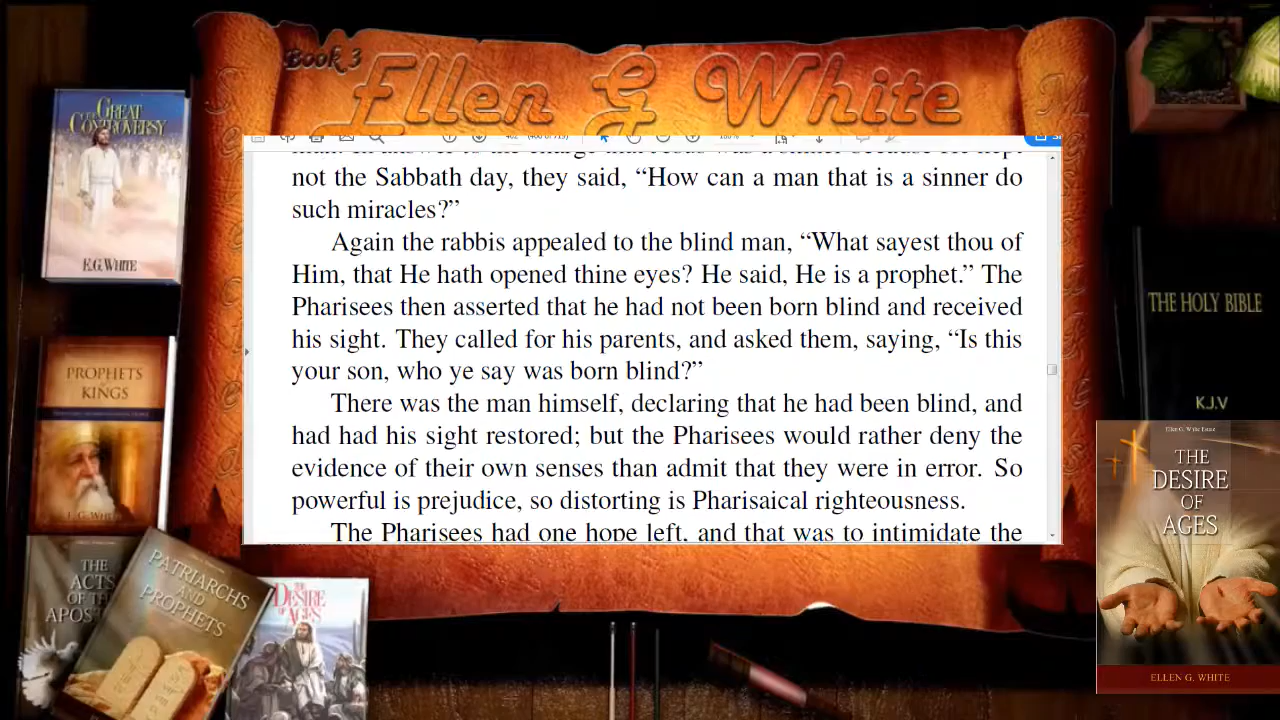 Book 3
Ellen G White
THE GREAT CONTROVERSY
E.G. WHITE
not the Sabbath day, they said, “How can a man that is a sinner do
such miracles?”
Again the rabbis appealed to the blind man, “What sayest thou of
Him, that He hath opened thine eyes? He said, He is a prophet.” The
Pharisees then asserted that he had not been born blind and received
his sight. They called for his parents, and asked them, saying, “Is this
your son, who ye say was born blind?”
There was the man himself, declaring that he had been blind, and
had had his sight restored; but the Pharisees would rather deny the
evidence of their own senses than admit that they were in error. So
powerful is prejudice, so distorting is Pharisaical righteousness.
The Pharisees had one hope left, and that was to intimidate the
THE HOLY BIBLE
K.J.V
PROPHETS
KINGS
THE
ACTS
OF THE
PATRIARCHS
AND
PROPHETS
THE
DESIRE
OF AGES
Ellen G. White Estate
THE
DESIRE
OF
AGES
ELLEN G. WHITE